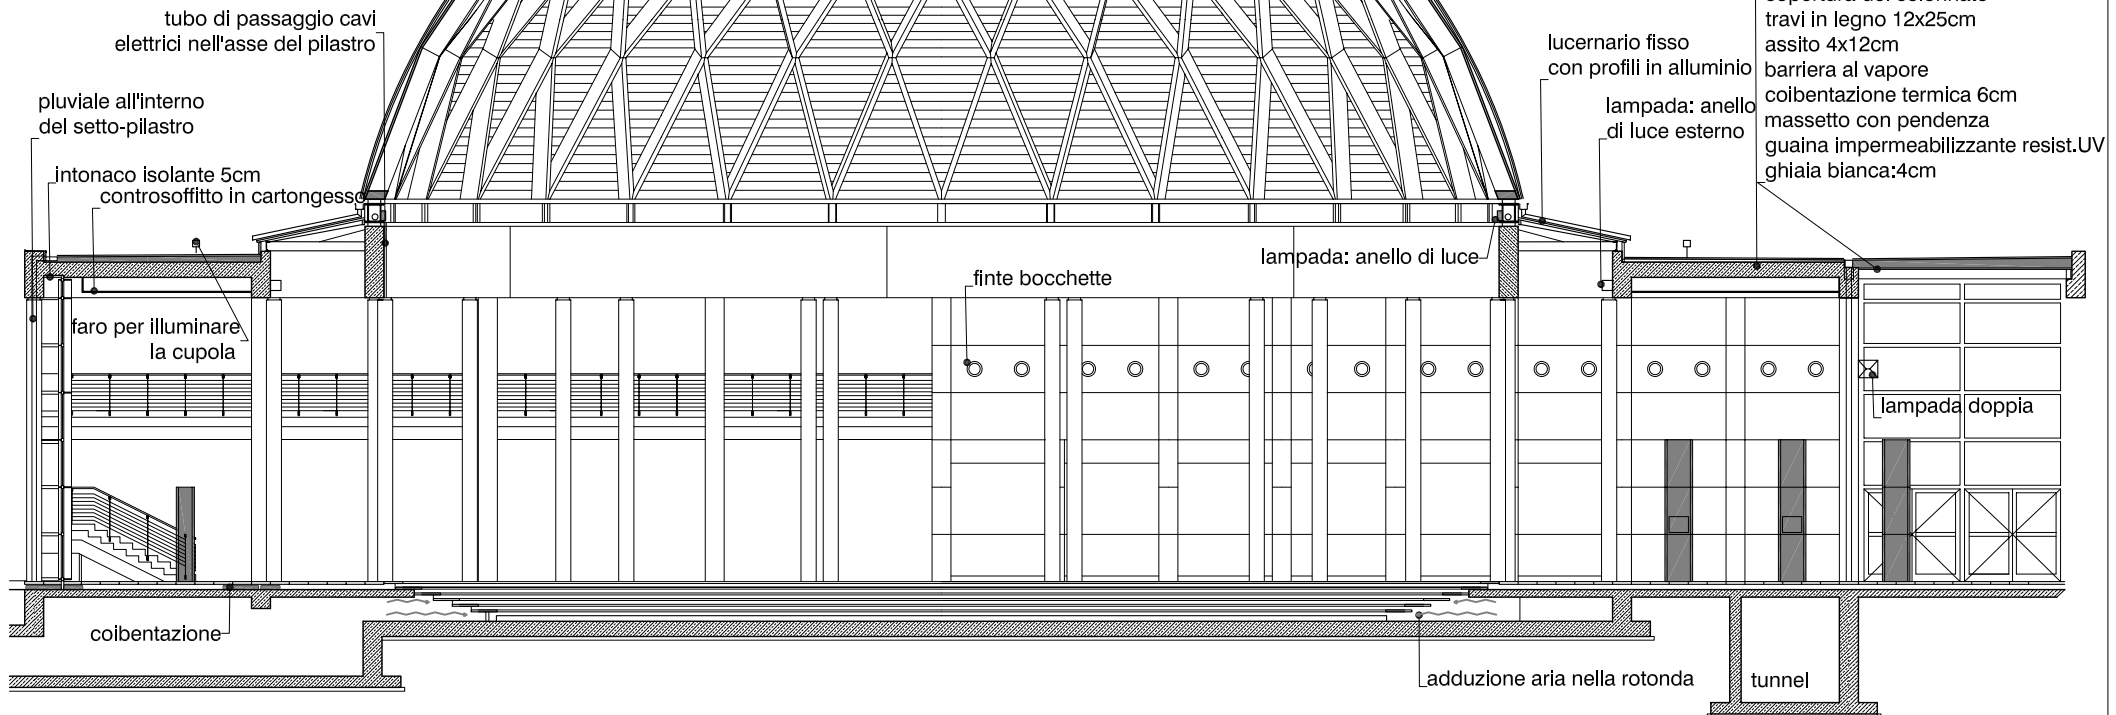 tubo di passaggio cavi
elettrici nell'asse del pilastro
pluviale all'interno
del setto-pilastro
intonaco isolante 5cm
controsoffitto in cartongesso
faro per illuminare
la cupola
coibentazione
finte bocchette
lampada: anello di luce
lucernario fisso
con profili in alluminio
lampada: anello
di luce esterno
travi in legno 12x25cm
assito 4x12cm
barriera al vapore
coibentazione termica 6cm
massetto con pendenza
guaina impermeabilizzante resist.UV
ghiaia bianca:4cm
lampada doppia
adduzione aria nella rotonda
tunnel